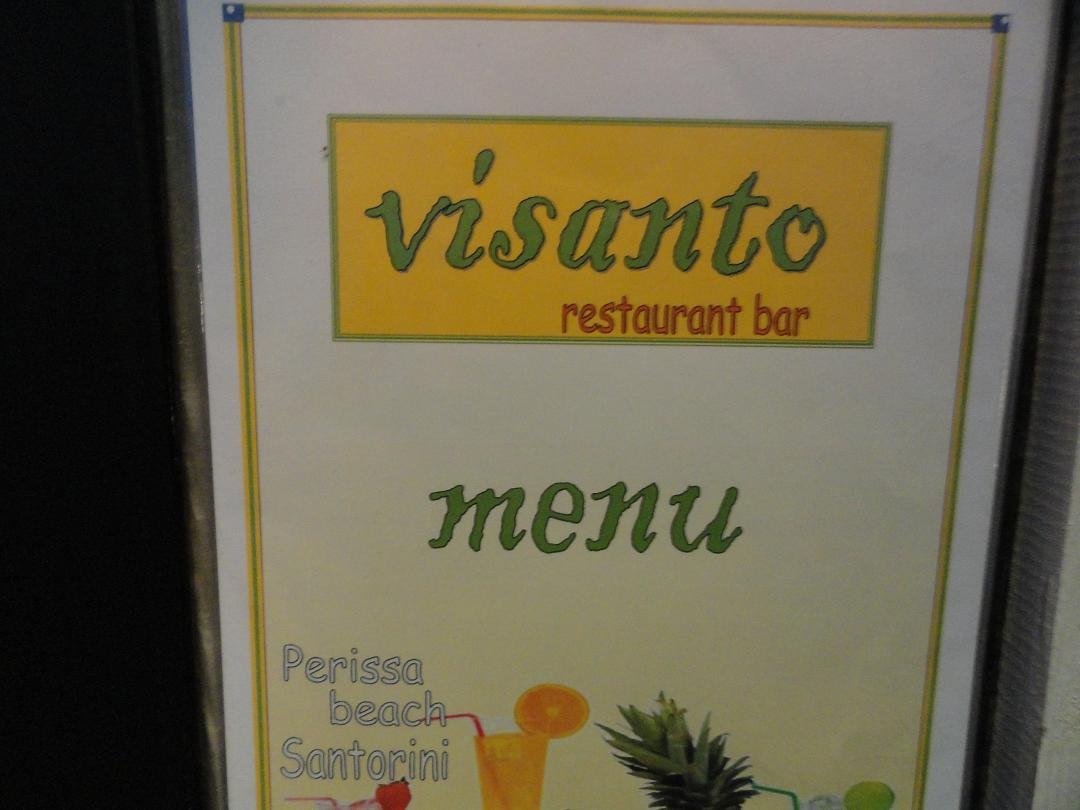 visanto
restaurant bar
menu
Perissa
beach
Santorini